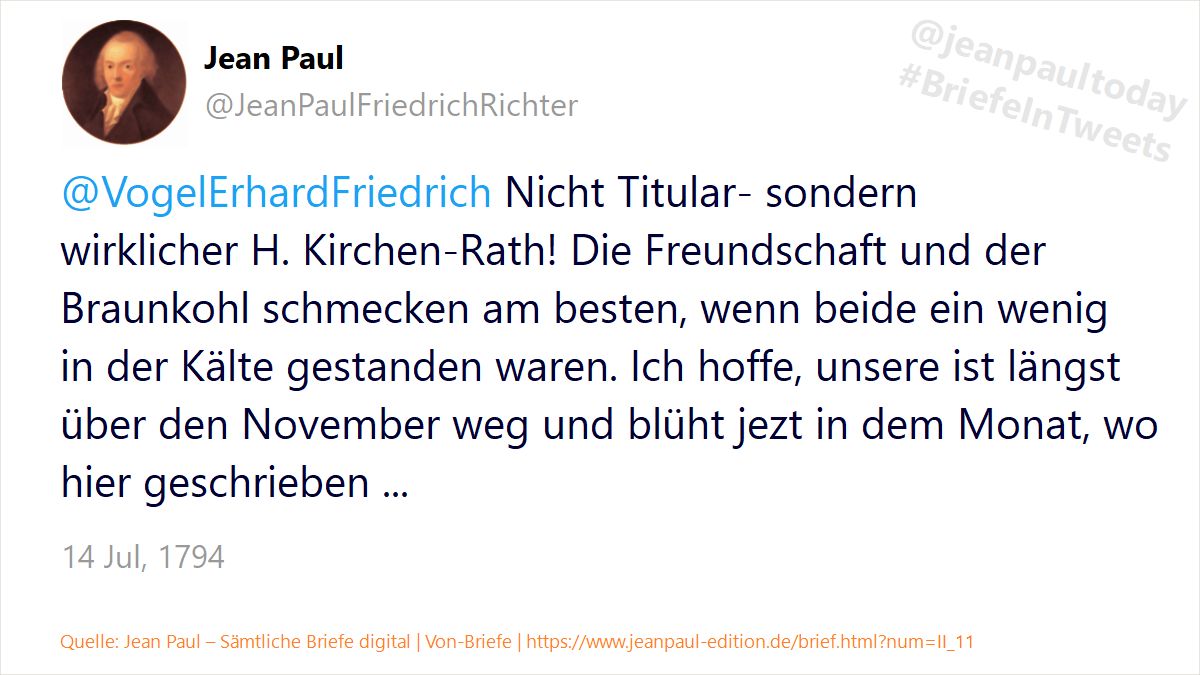 Jean Paul
@JeanPaulFriedrichRichter
@jeanpaultoday
#BriefeInTweets
@VogelErhardFriedrich Nicht Titular- sondern
wirklicher H. Kirchen-Rath! Die Freundschaft und der
Braunkohl schmecken am besten, wenn beide ein wenig
in der Kälte gestanden waren. Ich hoffe, unsere ist längst
über den November weg und blüht jezt in dem Monat, wo
hier geschrieben ...
14 Jul, 1794
Quelle: Jean Paul – Sämtliche Briefe digital | Von-Briefe | https://www.jeanpaul-edition.de/brief.html?num=II_11